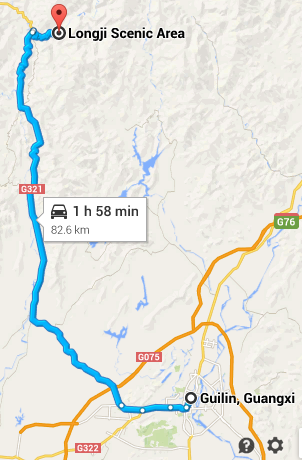 Longji Scenic Area
G321
1 h 58 min
82.6 km
G76
G075
Guilin, Guangxi
G322
?